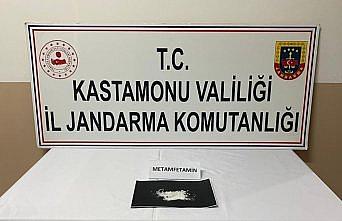 T.C.
KASTAMONU VALİLİĞİ
İL JANDARMA KOMUTANLIĞI
METAMFETAMİN